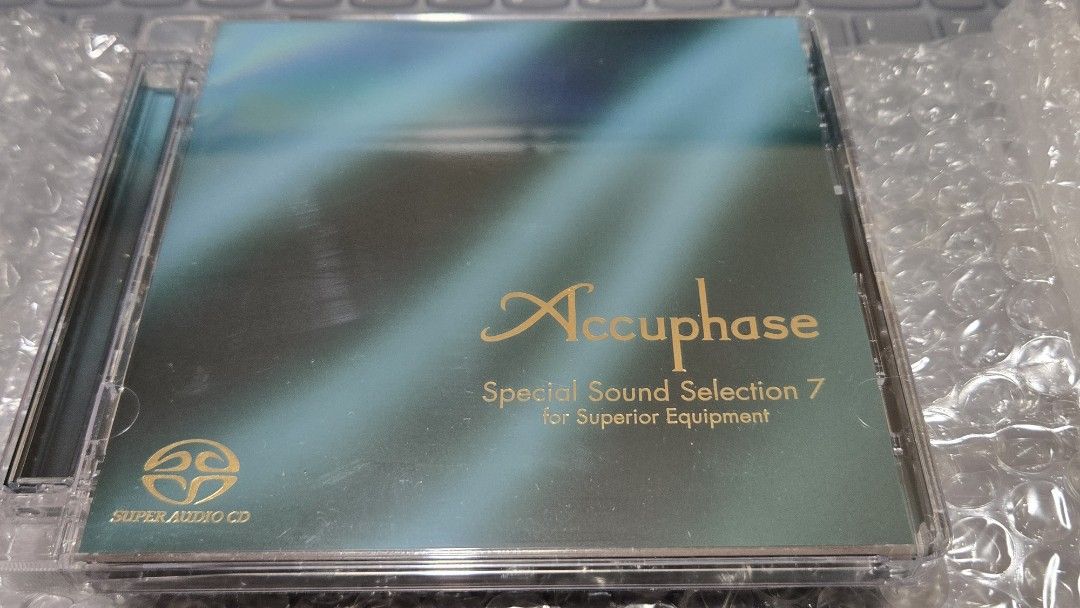 Accuphase
Special Sound Selection 7
for Superior Equipment
SUPER AUDIO CD